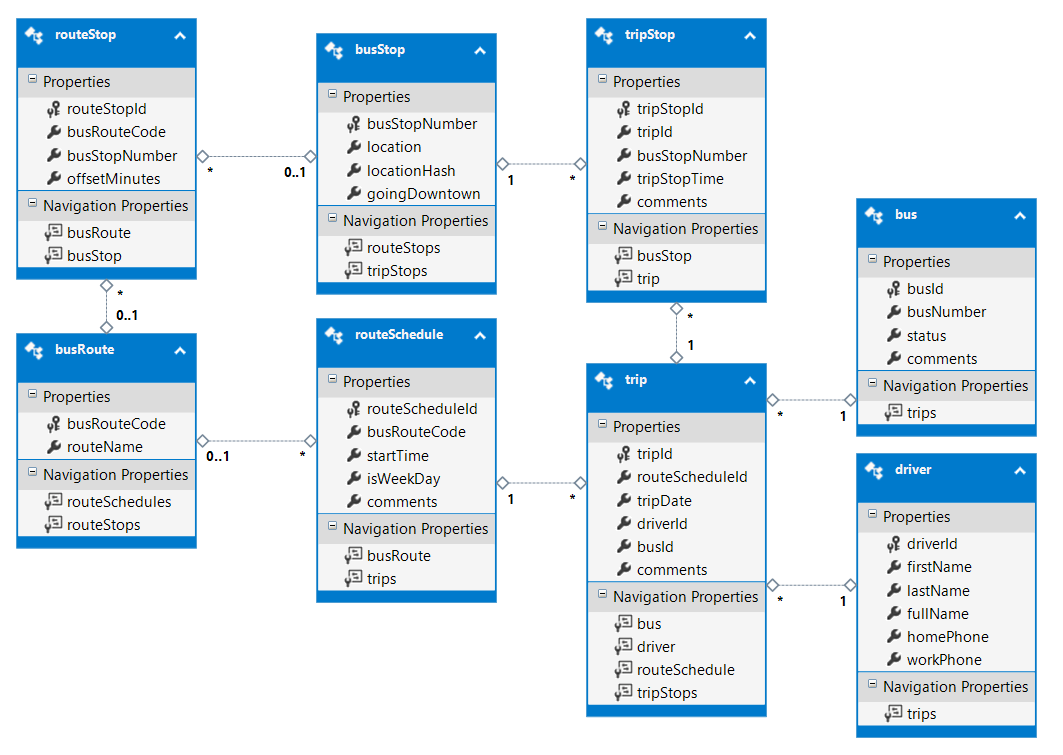 routeStop
Properties
routeStopId
busRouteCode
busStopNumber
offsetMinutes
Navigation Properties
busRoute
busStop
*
0..1
busStop
Properties
busStopNumber
location
locationHash
goingDowntown
Navigation Properties
routeStops
tripStops
1
*
tripStop
Properties
tripStopId
tripId
busStopNumber
tripStopTime
comments
Navigation Properties
busStop
trip
*
1
*
0..1
busRoute
Properties
busRouteCode
routeName
Navigation Properties
routeSchedules
routeStops
0..1
*
routeSchedule
Properties
routeScheduleId
busRouteCode
startTime
isWeekDay
comments
Navigation Properties
busRoute
trips
1
*
trip
Properties
tripId
routeScheduleId
tripDate
driverId
busId
comments
Navigation Properties
bus
driver
routeSchedule
tripStops
*
1
*
1
bus
Properties
busId
busNumber
status
comments
Navigation Properties
trips
driver
Properties
driverId
firstName
lastName
fullName
homePhone
workPhone
Navigation Properties
trips